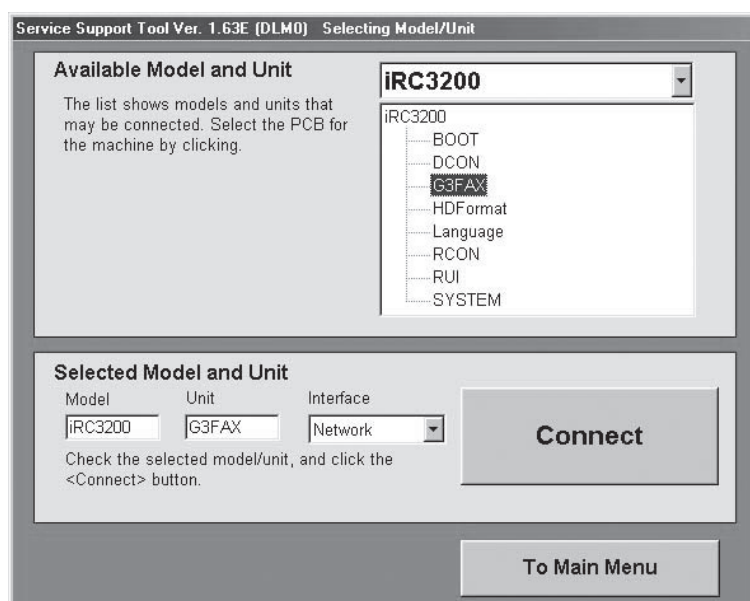 Service Support Tool Ver. 1.63E (DLM0) Selecting Model/Unit
Available Model and Unit
The list shows models and units that
may be connected. Select the PCB for
the machine by clicking.
iRC3200
iRC3200
BOOT
DCON
G3FAX
HDFormat
Language
RCON
RUI
SYSTEM
Selected Model and Unit
Model Unit Interface
iRC3200 G3FAX Network
Check the selected model/unit, and click the
<Connect> button.
Connect
To Main Menu